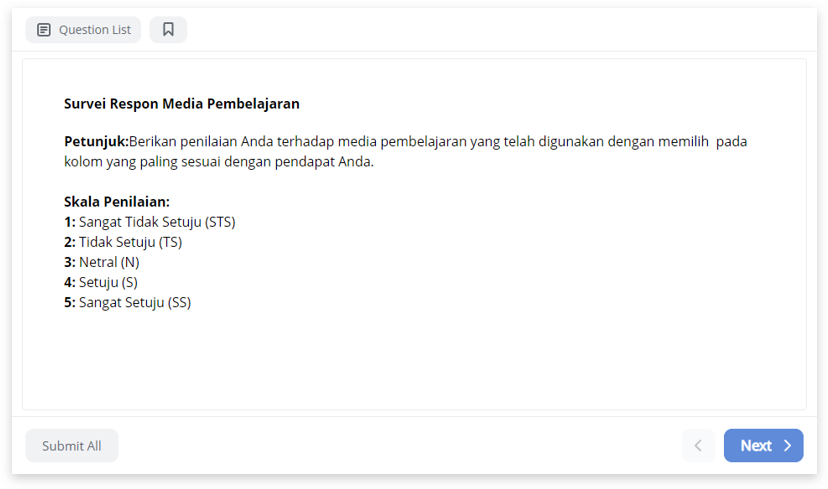 Question List
Survei Respon Media Pembelajaran
Petunjuk:Berikan penilaian Anda terhadap media pembelajaran yang telah digunakan dengan memilih  pada
kolom yang paling sesuai dengan pendapat Anda.
Skala Penilaian:
1: Sangat Tidak Setuju (STS)
2: Tidak Setuju (TS)
3: Netral (N)
4: Setuju (S)
5: Sangat Setuju (SS)
Submit All
Next